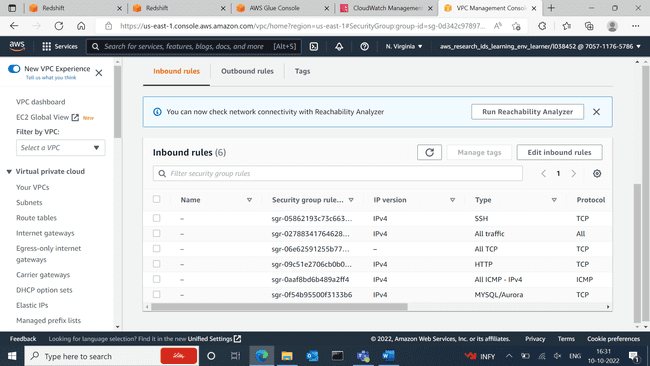 Redshift
Redshift
AWS Glue Console
CloudWatch Managemen
VPC Management Conso
https://us-east-1.console.aws.amazon.com/vpc/home?region=us-east-1#SecurityGroup:group-id=sg-0d342c97897...
aws
Services
Search for services, features, blogs, docs, and more
[Alt+S]
N. Virginia
aws_research_ids_learning_env_learner/l038452 @ 7057-1176-5786
New VPC Experience
Tell us what you think
VPC dashboard
EC2 Global View
New
Filter by VPC:
Select a VPC
Virtual private cloud
Your VPCs
Subnets
Route tables
Internet gateways
Egress-only internet
gateways
Carrier gateways
DHCP option sets
Elastic IPs
Managed prefix lists
Inbound rules
Outbound rules
Tags
You can now check network connectivity with Reachability Analyzer
Run Reachability Analyzer
Inbound rules (6)
Manage tags
Edit inbound rules
Filter security group rules
1
Name
Security group rule...
IP version
Type
Protocol
– sgr-05862193c73c663... IPv4 SSH TCP
– sgr-02788341764628... IPv4 All traffic All
– sgr-06e62591255b77... – All TCP TCP
– sgr-09c51e2706cb0b0... IPv4 HTTP TCP
– sgr-0aaf8bd6b489a2ff4 IPv4 All ICMP - IPv4 ICMP
– sgr-0f54b95500f3133b6 IPv4 MYSQL/Aurora TCP
Feedback
Looking for language selection? Find it in the new Unified Settings
© 2022, Amazon Web Services, Inc. or its affiliates.
Privacy
Terms
Cookie preferences
Type here to search
INFY
ENG
16:31
10-10-2022
1